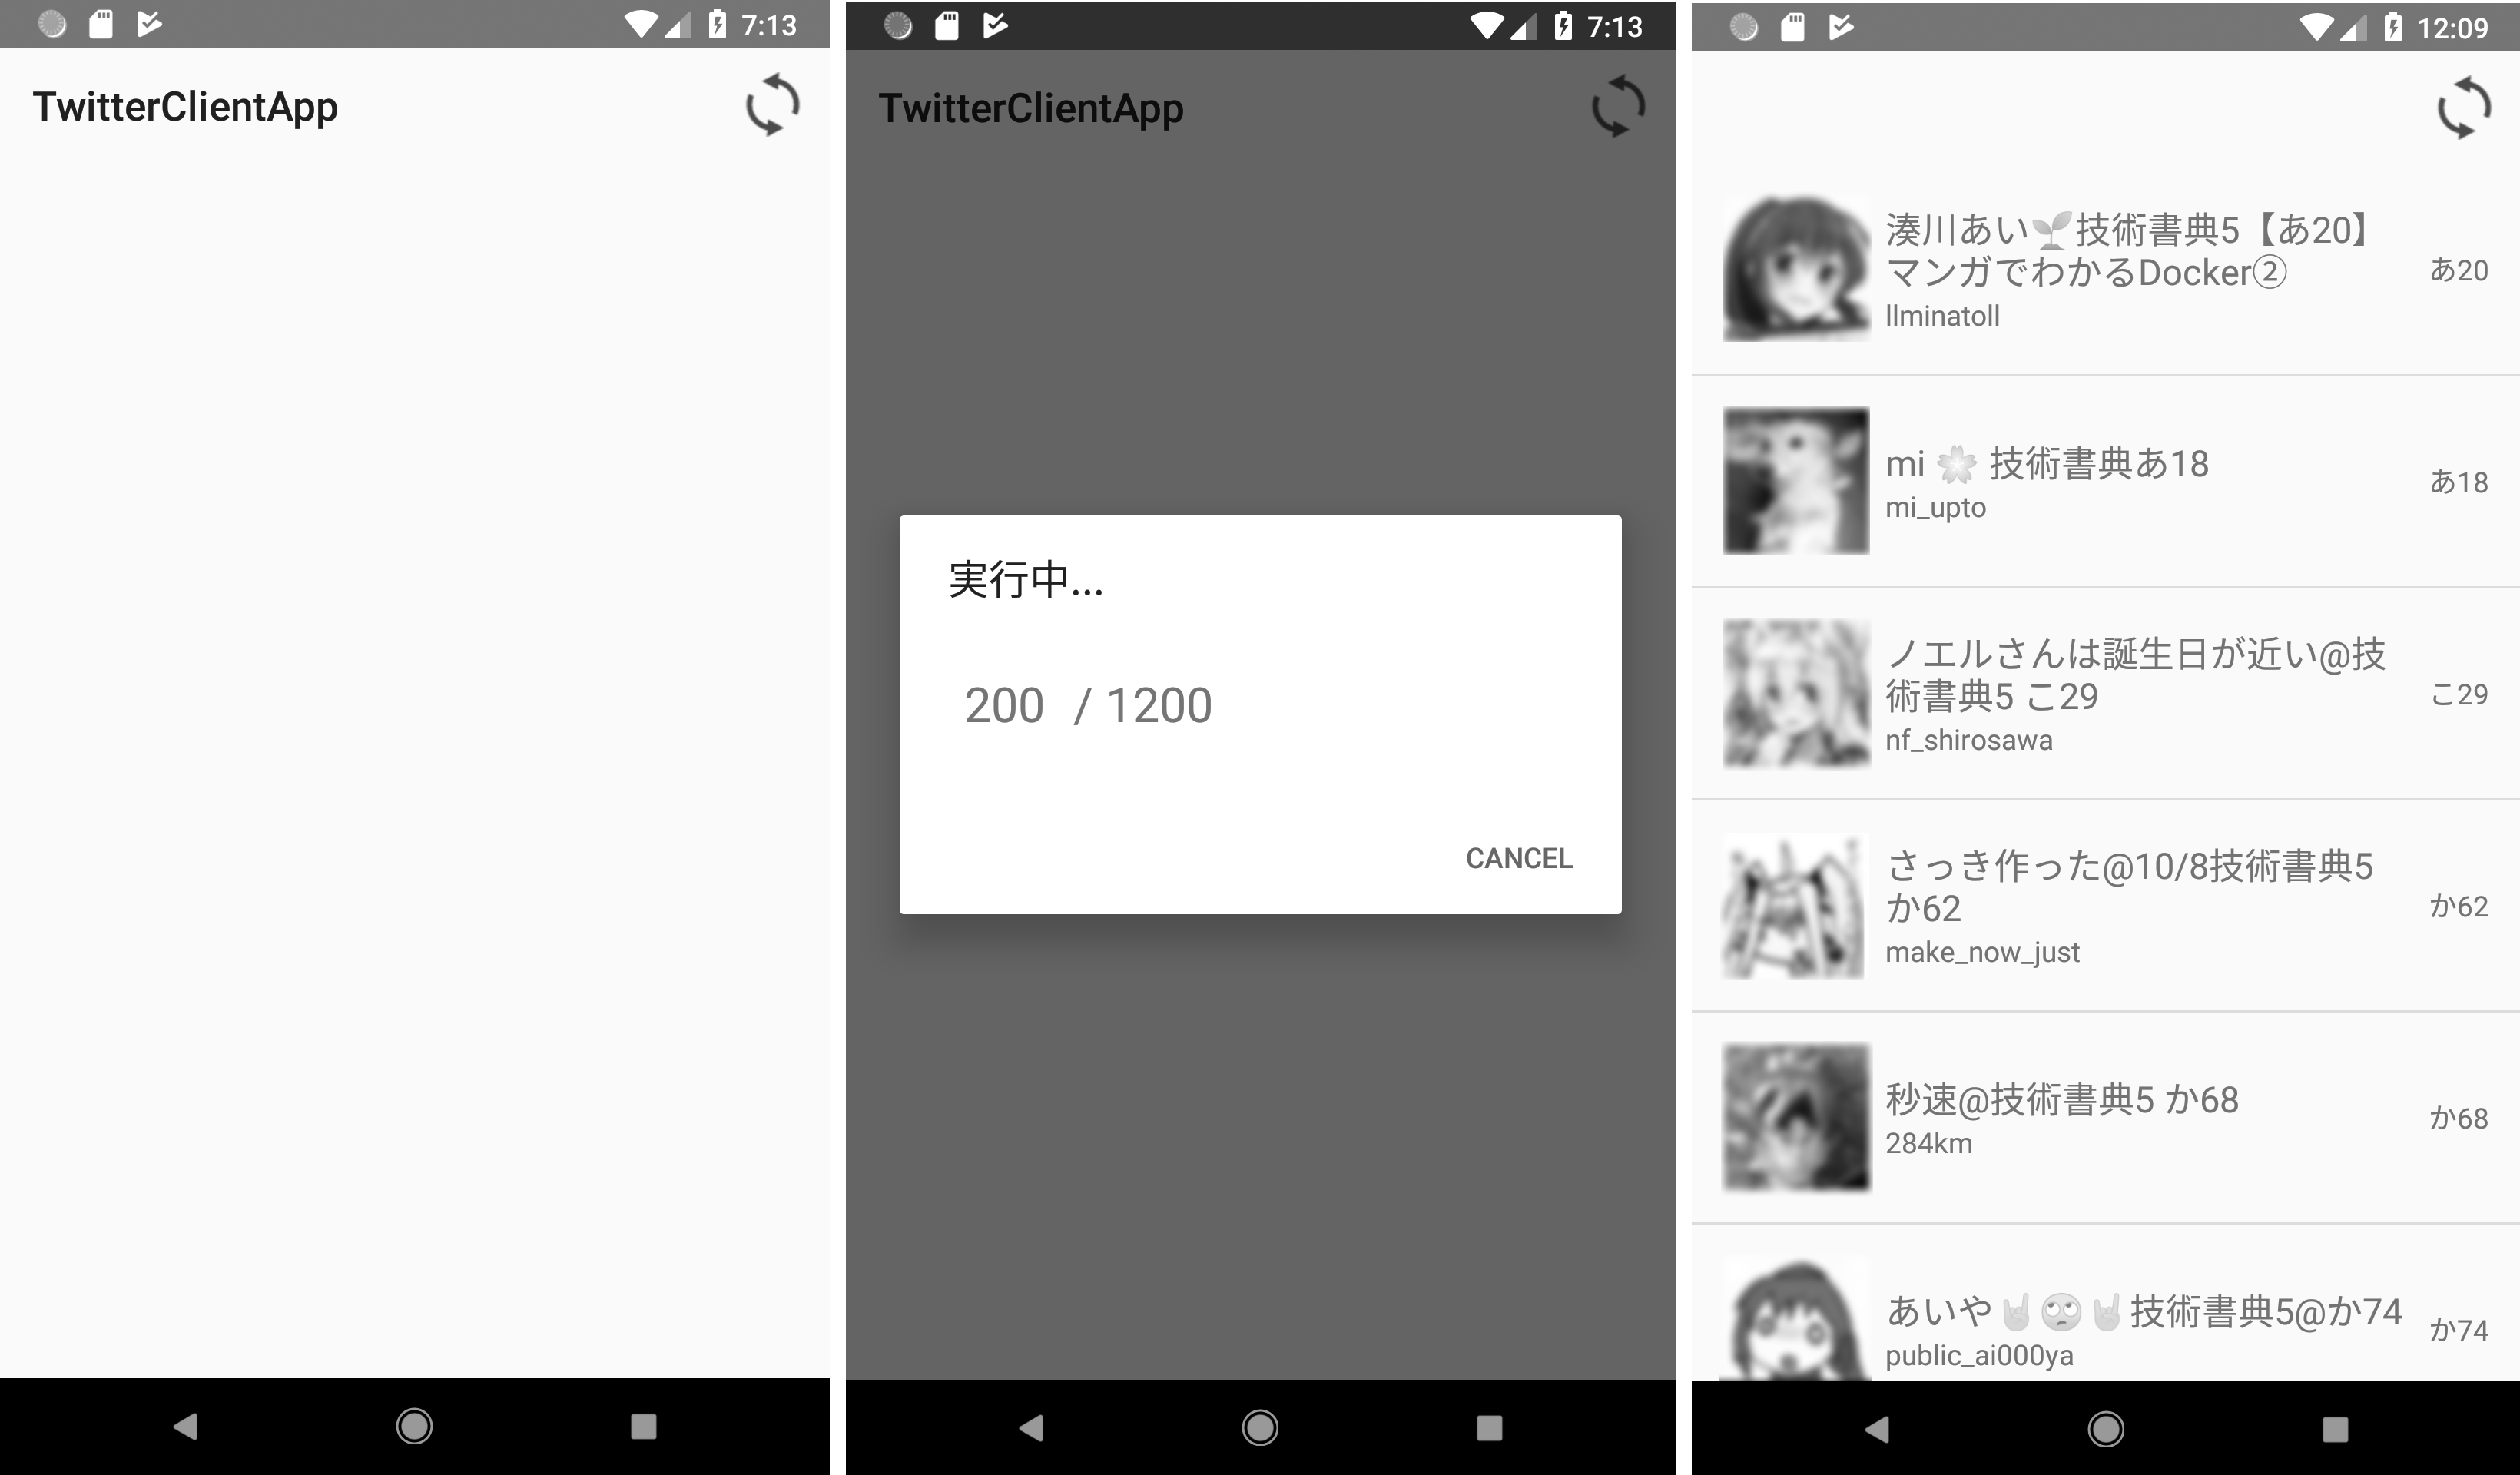 7:13
TwitterClientApp
7:13
TwitterClientApp
実行中...
200 / 1200
CANCEL
12:09
湊川あい🌱技術書典5【あ20】
マンガでわかるDocker②
llminatoll
あ20
mi 🌸 技術書典あ18
mi_upto
あ18
ノエルさんは誕生日が近い@技
術書典5 こ29
nf_shirosawa
こ29
さっき作った@10/8技術書典5
か62
make_now_just
か62
秒速@技術書典5 か68
284km
か68
あいや🤘🙄🤘技術書典5@か74
public_ai000ya
か74